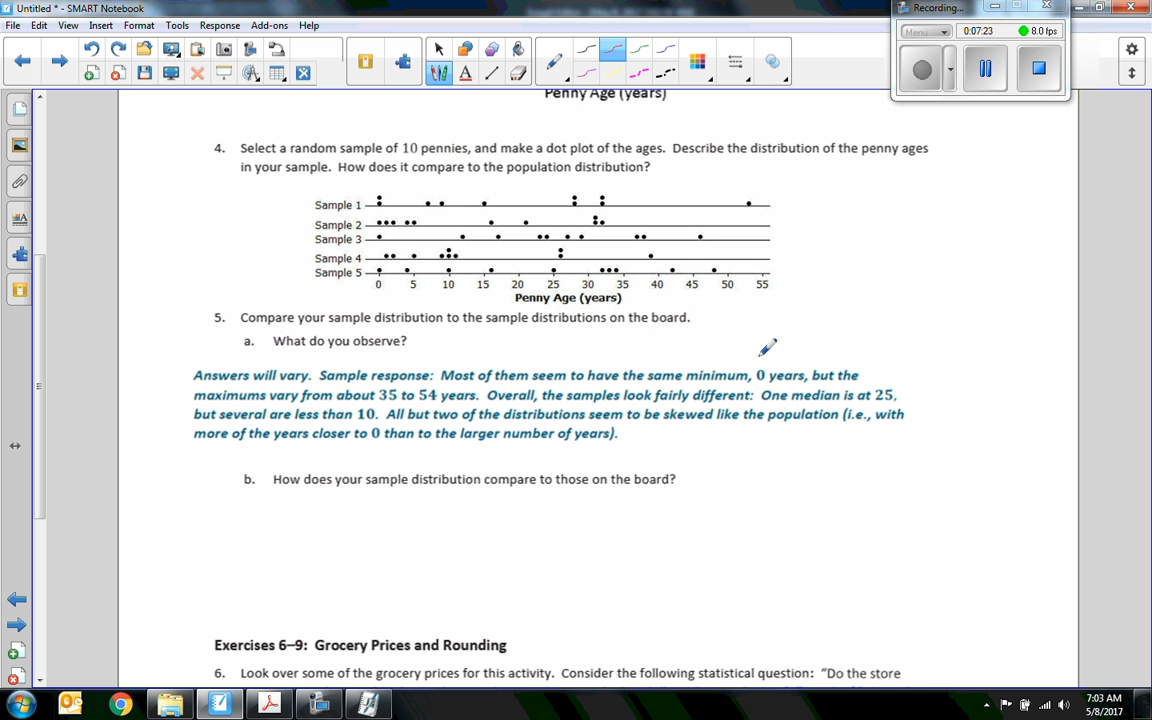 Untitled * - SMART Notebook
Recording...
File Edit View Insert Format Tools Response Add-ons Help
Menu 0:07:23 8.0 fps
Penny Age (years)
4. Select a random sample of 10 pennies, and make a dot plot of the ages. Describe the distribution of the penny ages
in your sample. How does it compare to the population distribution?
Sample 1
Sample 2
Sample 3
Sample 4
Sample 5
0 5 10 15 20 25 30 35 40 45 50 55
Penny Age (years)
5. Compare your sample distribution to the sample distributions on the board.
a. What do you observe?
Answers will vary. Sample response: Most of them seem to have the same minimum, 0 years, but the
maximums vary from about 35 to 54 years. Overall, the samples look fairly different: One median is at 25,
but several are less than 10. All but two of the distributions seem to be skewed like the population (i.e., with
more of the years closer to 0 than to the larger number of years).
b. How does your sample distribution compare to those on the board?
Exercises 6–9: Grocery Prices and Rounding
6. Look over some of the grocery prices for this activity. Consider the following statistical question: "Do the store
7:03 AM
5/8/2017